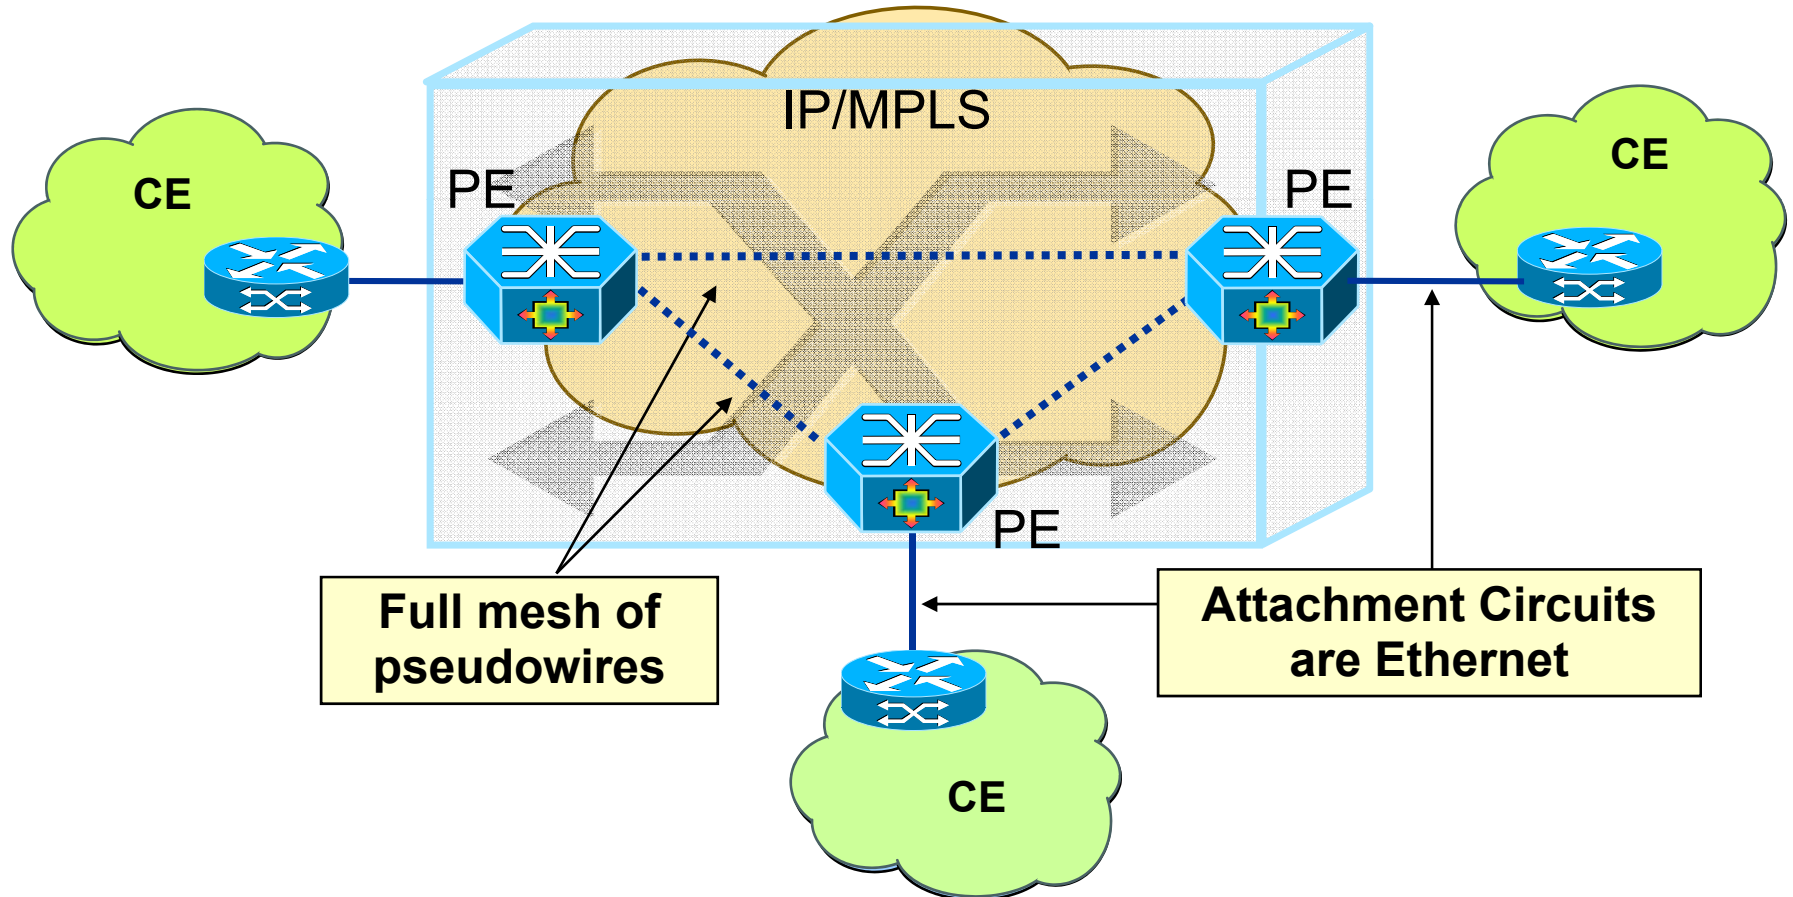 IP/MPLS
CE
PE
PE
CE
PE
Full mesh of
pseudowires
Attachment Circuits
are Ethernet
CE